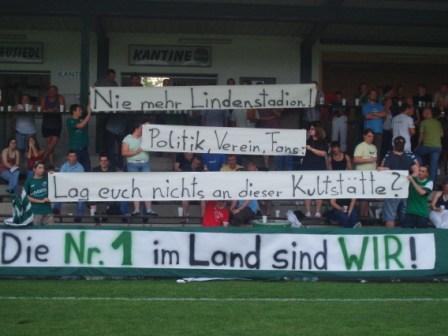 KANTINE
KANTINE
Nie mehr Lindenstadion!
Politik, Verein, Fans:
Lag euch nichts an dieser Kultstätte?
Die Nr. 1 im Land sind WIR!